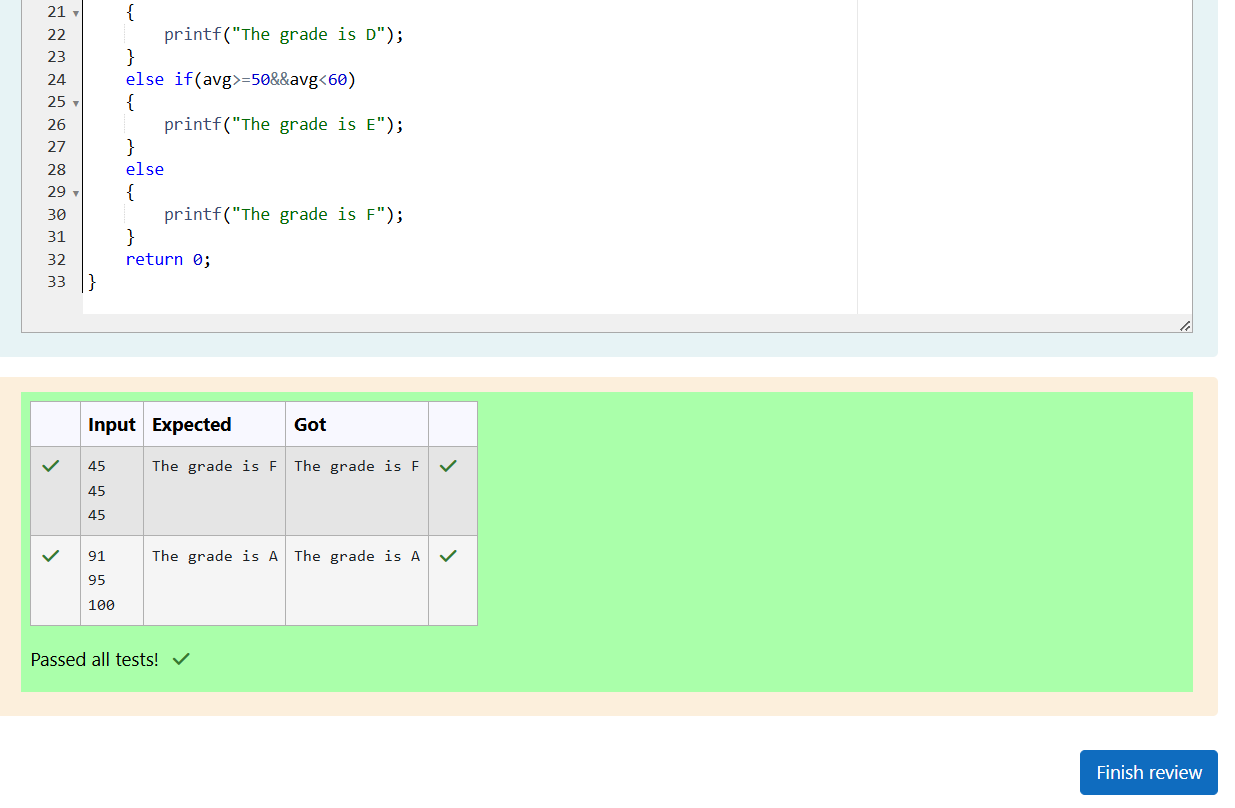 21 {
22 printf("The grade is D");
23 }
24 else if(avg>=50&&avg<60)
25 {
26 printf("The grade is E");
27 }
28 else
29 {
30 printf("The grade is F");
31 }
32 return 0;
33 }
Input Expected Got
45 The grade is F The grade is F
45
45
91 The grade is A The grade is A
95
100
Passed all tests!
Finish review